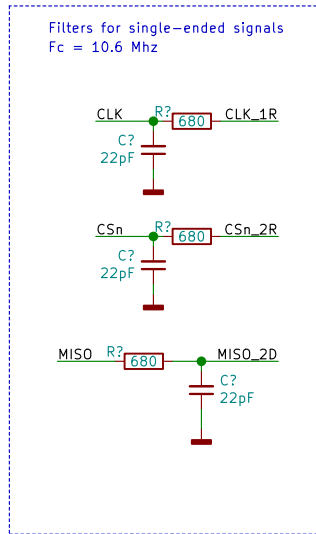 Filters for single-ended signals
Fc = 10.6 Mhz
CLK R? 680 CLK_1R
C?
22pF
CSn R? 680 CSn_2R
C?
22pF
MISO R? 680 MISO_2D
C?
22pF